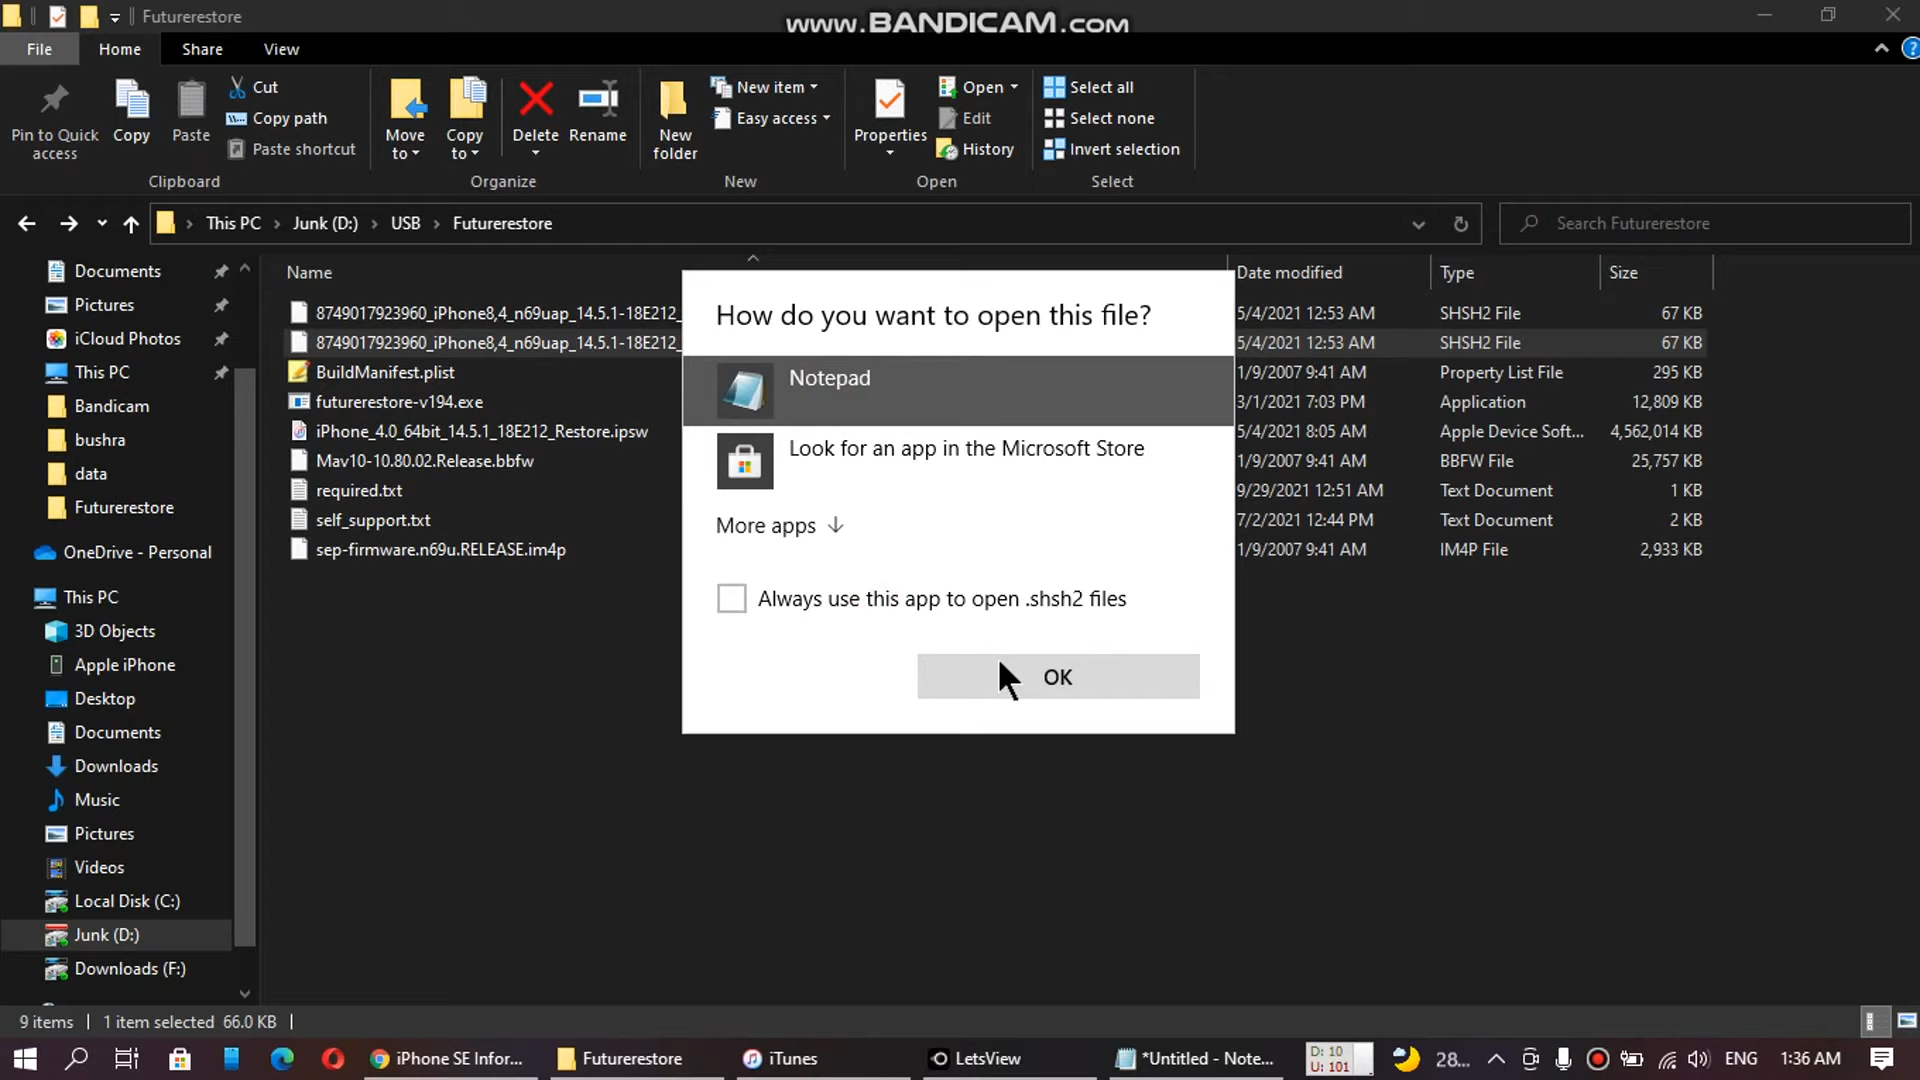 Futurerestore
www.BANDICAM.com
File
Home
Share
View
Pin to Quick
access
Copy
Paste
Cut
Copy path
Paste shortcut
Clipboard
Move
to
Copy
to
Delete
Rename
Organize
New
folder
New item
Easy access
New
Properties
Open
Edit
History
Open
Select all
Select none
Invert selection
Select
This PC
Junk (D:)
USB
Futurerestore
Search Futurerestore
Documents
Pictures
iCloud Photos
This PC
Bandicam
bushra
data
Futurerestore
OneDrive - Personal
This PC
3D Objects
Apple iPhone
Desktop
Documents
Downloads
Music
Pictures
Videos
Local Disk (C:)
Junk (D:)
Downloads (F:)
Name
Date modified
Type
Size
8749017923960_iPhone8,4_n69uap_14.5.1-18E212_
5/4/2021 12:53 AM
SHSH2 File
67 KB
8749017923960_iPhone8,4_n69uap_14.5.1-18E212_
5/4/2021 12:53 AM
SHSH2 File
67 KB
BuildManifest.plist
1/9/2007 9:41 AM
Property List File
295 KB
futurerestore-v194.exe
3/1/2021 7:03 PM
Application
12,809 KB
iPhone_4.0_64bit_14.5.1_18E212_Restore.ipsw
5/4/2021 8:05 AM
Apple Device Soft...
4,562,014 KB
Mav10-10.80.02.Release.bbfw
1/9/2007 9:41 AM
BBFW File
25,757 KB
required.txt
9/29/2021 12:51 AM
Text Document
1 KB
self_support.txt
7/2/2021 12:44 PM
Text Document
2 KB
sep-firmware.n69u.RELEASE.im4p
1/9/2007 9:41 AM
IM4P File
2,933 KB
How do you want to open this file?
Notepad
Look for an app in the Microsoft Store
More apps
Always use this app to open .shsh2 files
OK
9 items
1 item selected 66.0 KB
iPhone SE Infor...
Futurerestore
iTunes
LetsView
*Untitled - Note...
D: 10
U: 101
28...
ENG
1:36 AM